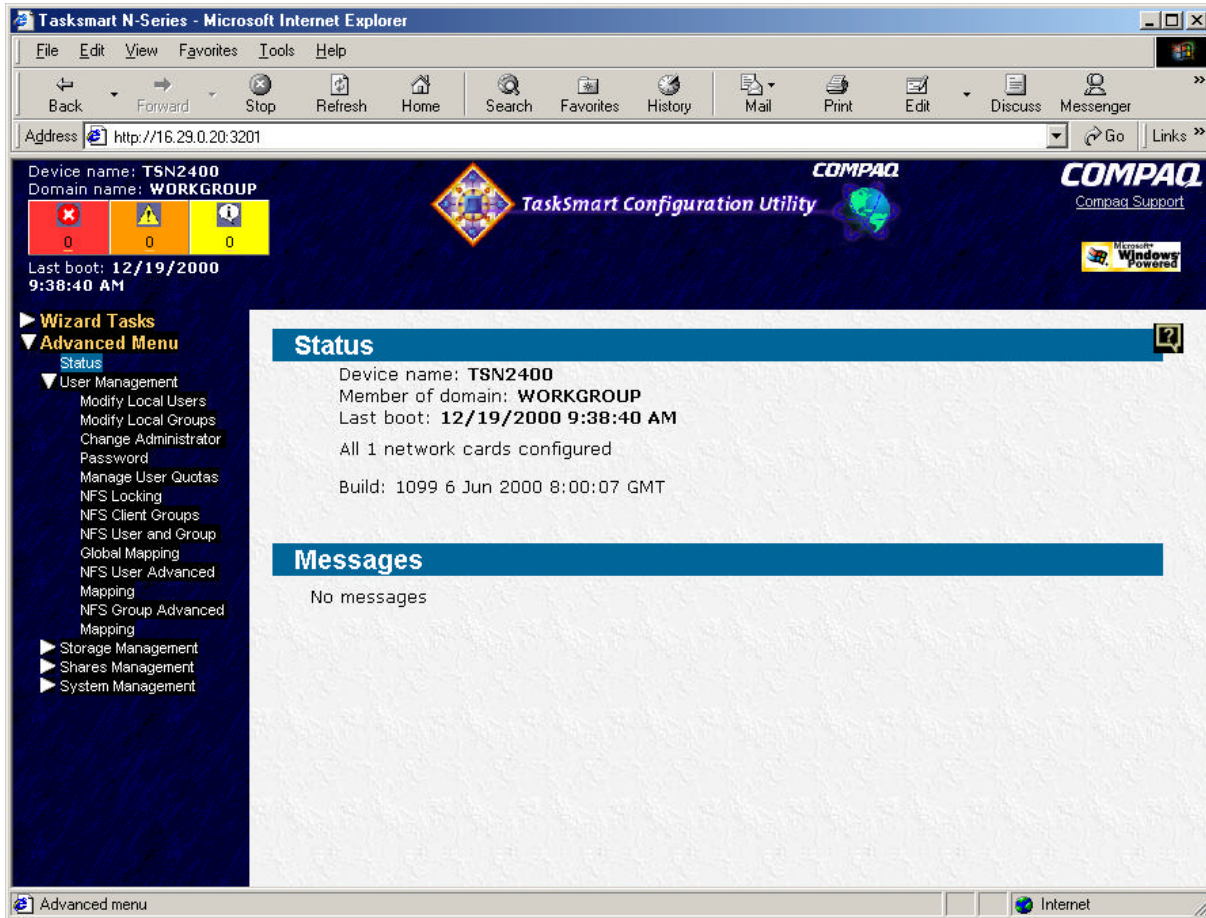 Tasksmart N-Series - Microsoft Internet Explorer
File Edit View Favorites Tools Help
Back Forward Stop Refresh Home Search Favorites History Mail Print Edit Discuss Messenger »
Address http://16.29.0.20:3201 Go Links »
Device name: TSN2400
Domain name: WORKGROUP
0 0 0
Last boot: 12/19/2000
9:38:40 AM
TaskSmart Configuration Utility
COMPAQ
COMPAQ
Compaq Support
Microsoft
Windows
Powered
Wizard Tasks
Advanced Menu
Status
User Management
Modify Local Users
Modify Local Groups
Change Administrator
Password
Manage User Quotas
NFS Locking
NFS Client Groups
NFS User and Group
Global Mapping
NFS User Advanced
Mapping
NFS Group Advanced
Mapping
Storage Management
Shares Management
System Management
Status
Device name: TSN2400
Member of domain: WORKGROUP
Last boot: 12/19/2000 9:38:40 AM
All 1 network cards configured
Build: 1099 6 Jun 2000 8:00:07 GMT
Messages
No messages
Advanced menu
Internet